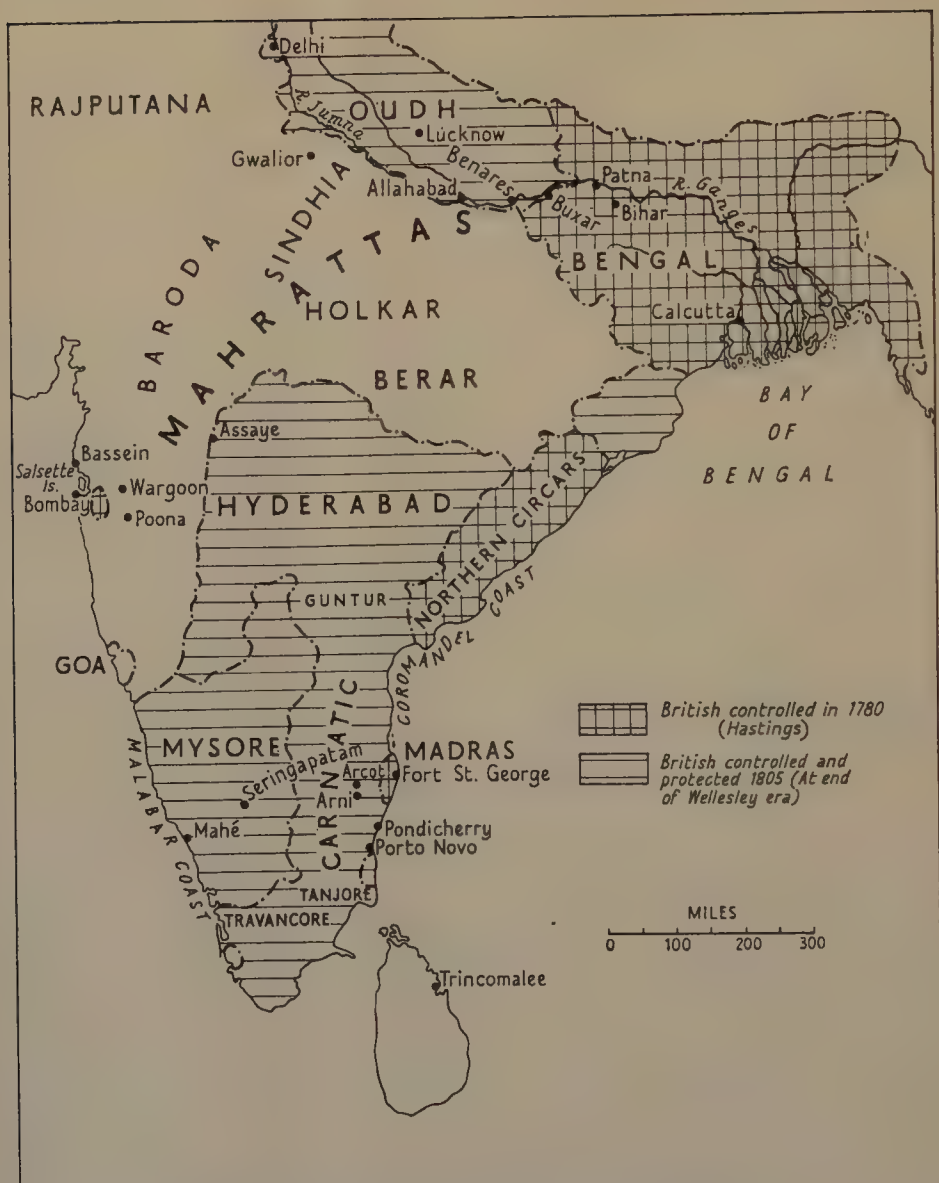 Delhi
RAJPUTANA
OUDH
R. Jumna
Lucknow
Gwalior
Benares
Allahabad
Patna
R. Ganges
Buxar
Bihar
SINDHIA
MAHRATTAS
BARODA
BENGAL
HOLKAR
Calcutta
BERAR
BAY
OF
BENGAL
Assaye
Bassein
Salsette
Is.
Wargoon
Bombay
Poona
HYDERABAD
NORTHERN CIRCARS
GUNTUR
COROMANDEL COAST
GOA
CARNATIC
MYSORE
MADRAS
Seringapatam
Arcot
Fort St. George
Arni
MALABAR COAST
Mahé
Pondicherry
Porto Novo
TANJORE
TRAVANCORE
Trincomalee
British controlled in 1780
(Hastings)
British controlled and
protected 1805 (At end
of Wellesley era)
MILES
0 100 200 300